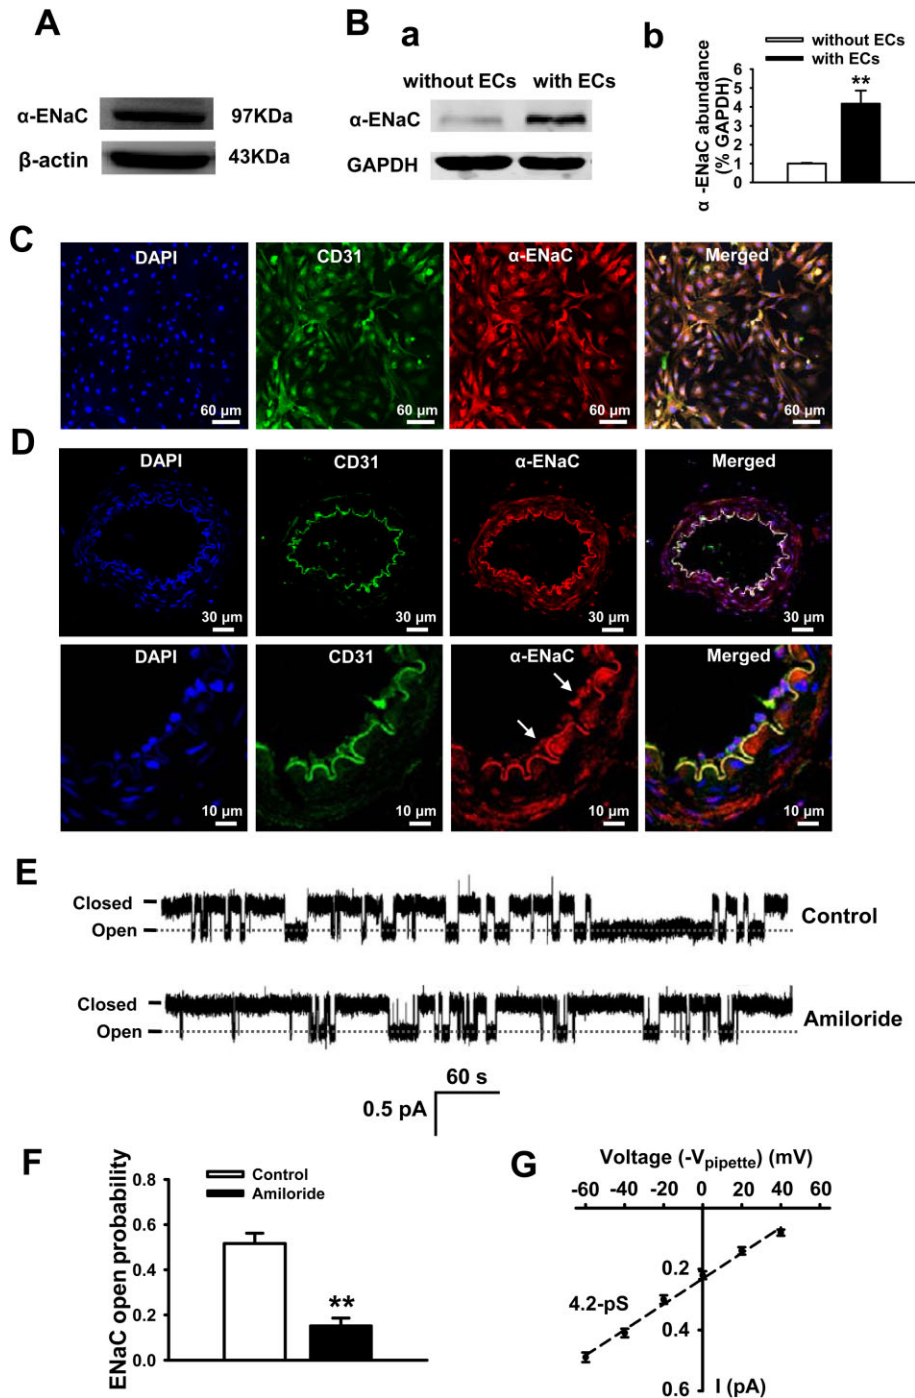 A
α-ENaC 97KDa
β-actin 43KDa
B
a
without ECs with ECs
α-ENaC
GAPDH
b
without ECs
with ECs
α -ENaC abundance
(% GAPDH)
6
5
4
3
2
1
0
**
C
DAPI CD31 α-ENaC Merged
60 µm 60 µm 60 µm 60 µm
D
DAPI CD31 α-ENaC Merged
30 µm 30 µm 30 µm 30 µm
DAPI CD31 α-ENaC Merged
10 µm 10 µm 10 µm 10 µm
E
Closed
Open
Control
Closed
Open
Amiloride
60 s
0.5 pA
F
Control
Amiloride
ENaC open probability
0.8
0.6
0.4
0.2
0.0
**
G
Voltage (-Vpipette) (mV)
-60 -40 -20 0 20 40 60
0.2
4.2-pS
0.4
0.6
I (pA)